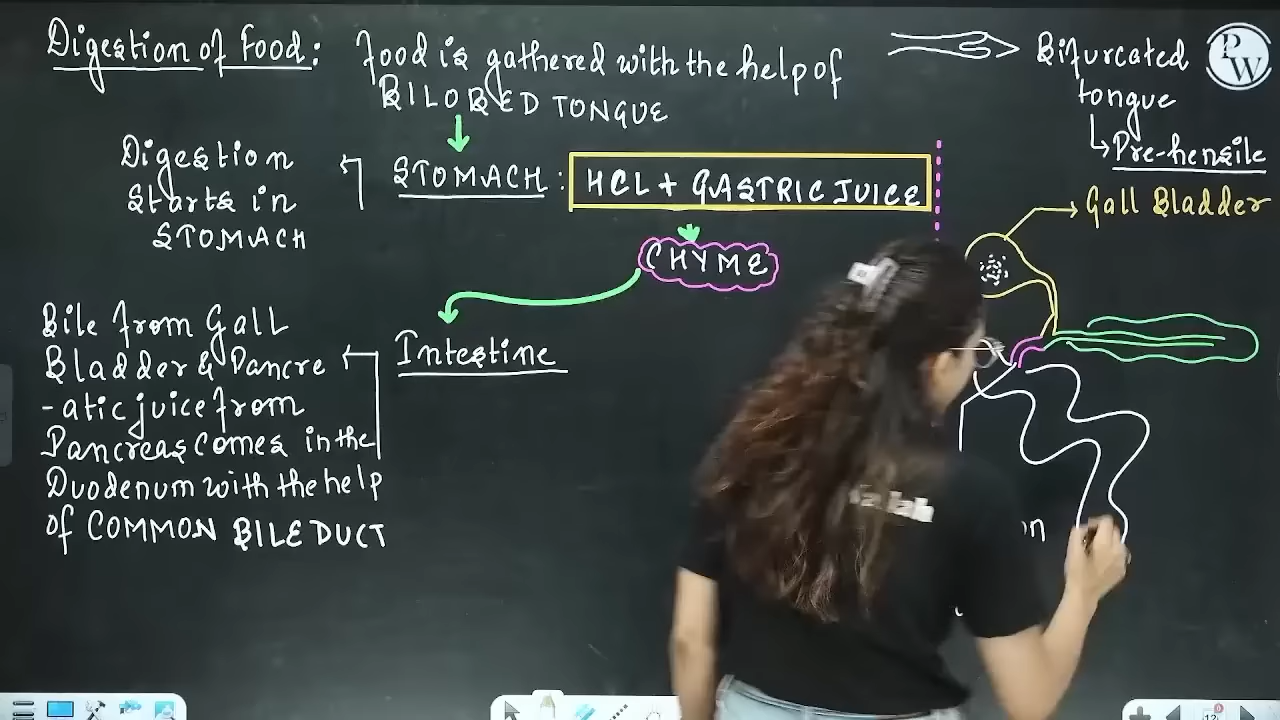 Digestion of Food: Food is gathered with the help of
BILOBED TONGUE
Bifurcated
tongue
Pre-hensile
PW
Digestion
Starts in
STOMACH
STOMACH: HCL + GASTRIC JUICE
CHYME
Gall Bladder
Intestine
Bile from Gall
Bladder & Pancre
-atic juice from
Pancreas comes in the
Duodenum with the help
of COMMON BILE DUCT